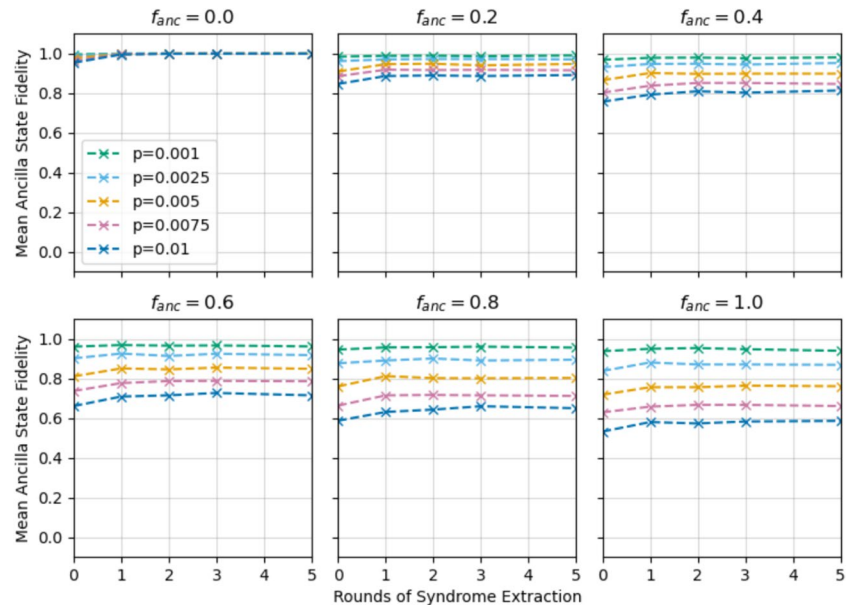 f_anc = 0.0
f_anc = 0.2
f_anc = 0.4
Mean Ancilla State Fidelity
1.0
0.8
0.6
0.4
0.2
0.0
p=0.001
p=0.0025
p=0.005
p=0.0075
p=0.01
f_anc = 0.6
f_anc = 0.8
f_anc = 1.0
Mean Ancilla State Fidelity
1.0
0.8
0.6
0.4
0.2
0.0
0 1 2 3 4 5
0 1 2 3 4 5
0 1 2 3 4 5
Rounds of Syndrome Extraction